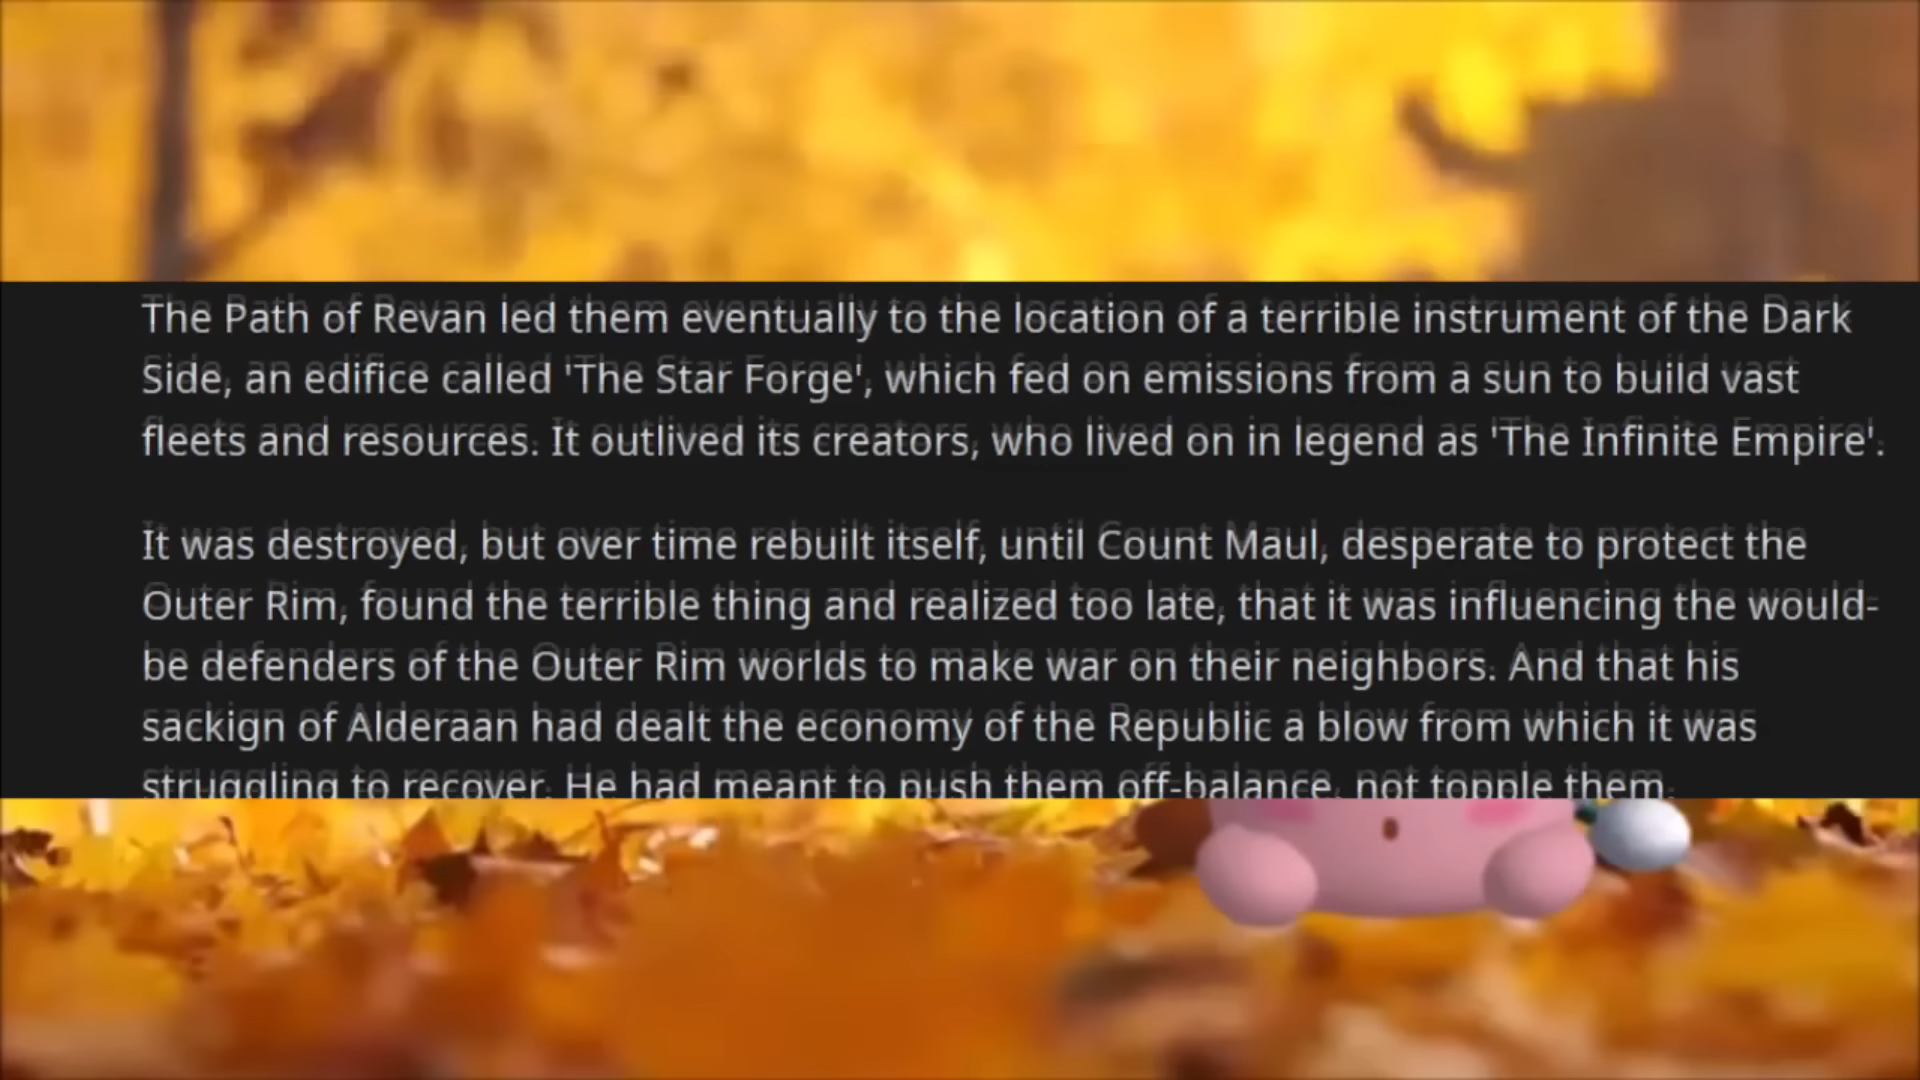 The Path of Revan led them eventually to the location of a terrible instrument of the Dark
Side, an edifice called 'The Star Forge', which fed on emissions from a sun to build vast
fleets and resources. It outlived its creators, who lived on in legend as 'The Infinite Empire'.
It was destroyed, but over time rebuilt itself, until Count Maul, desperate to protect the
Outer Rim, found the terrible thing and realized too late, that it was influencing the would-
be defenders of the Outer Rim worlds to make war on their neighbors. And that his
sackign of Alderaan had dealt the economy of the Republic a blow from which it was
struggling to recover. He had meant to push them off-balance, not topple them.